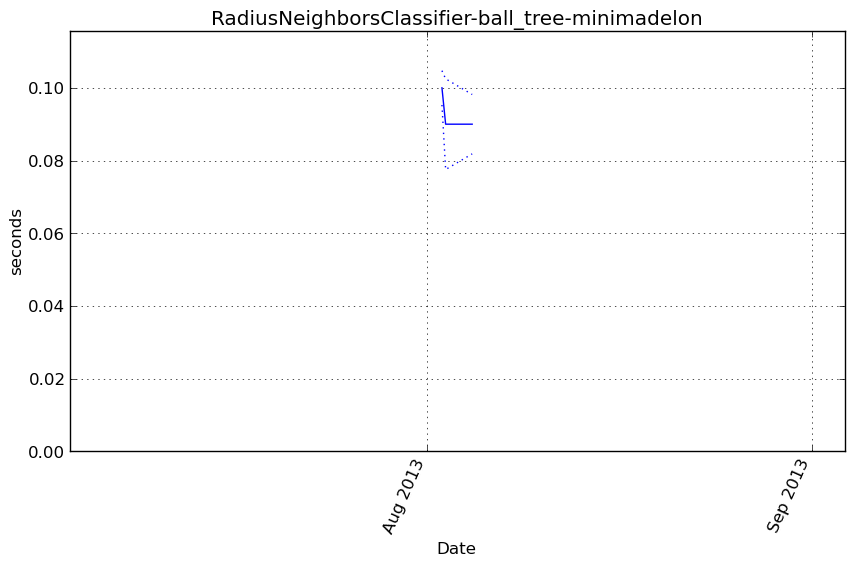 RadiusNeighborsClassifier-ball_tree-minimadelon
0.10
0.08
0.06
0.04
0.02
0.00
seconds
Aug 2013
Sep 2013
Date